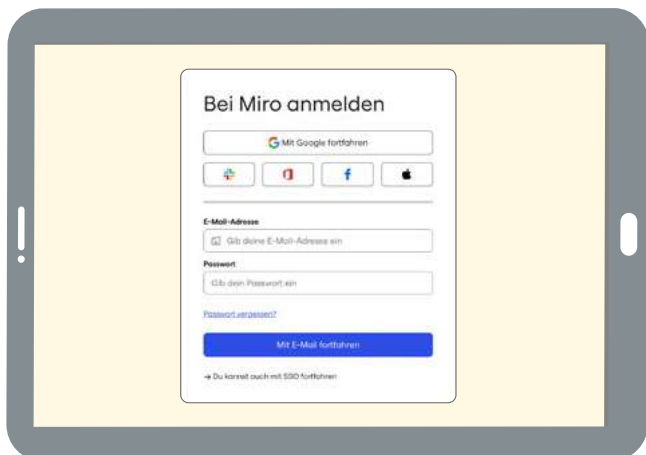 Bei Miro anmelden
Mit Google fortfahren
E-Mail-Adresse
Gib deine E-Mail-Adresse ein
Passwort
Gib dein Passwort ein
Passwort vergessen?
Mit E-Mail fortfahren
→ Du kannst auch mit SSO fortfahren